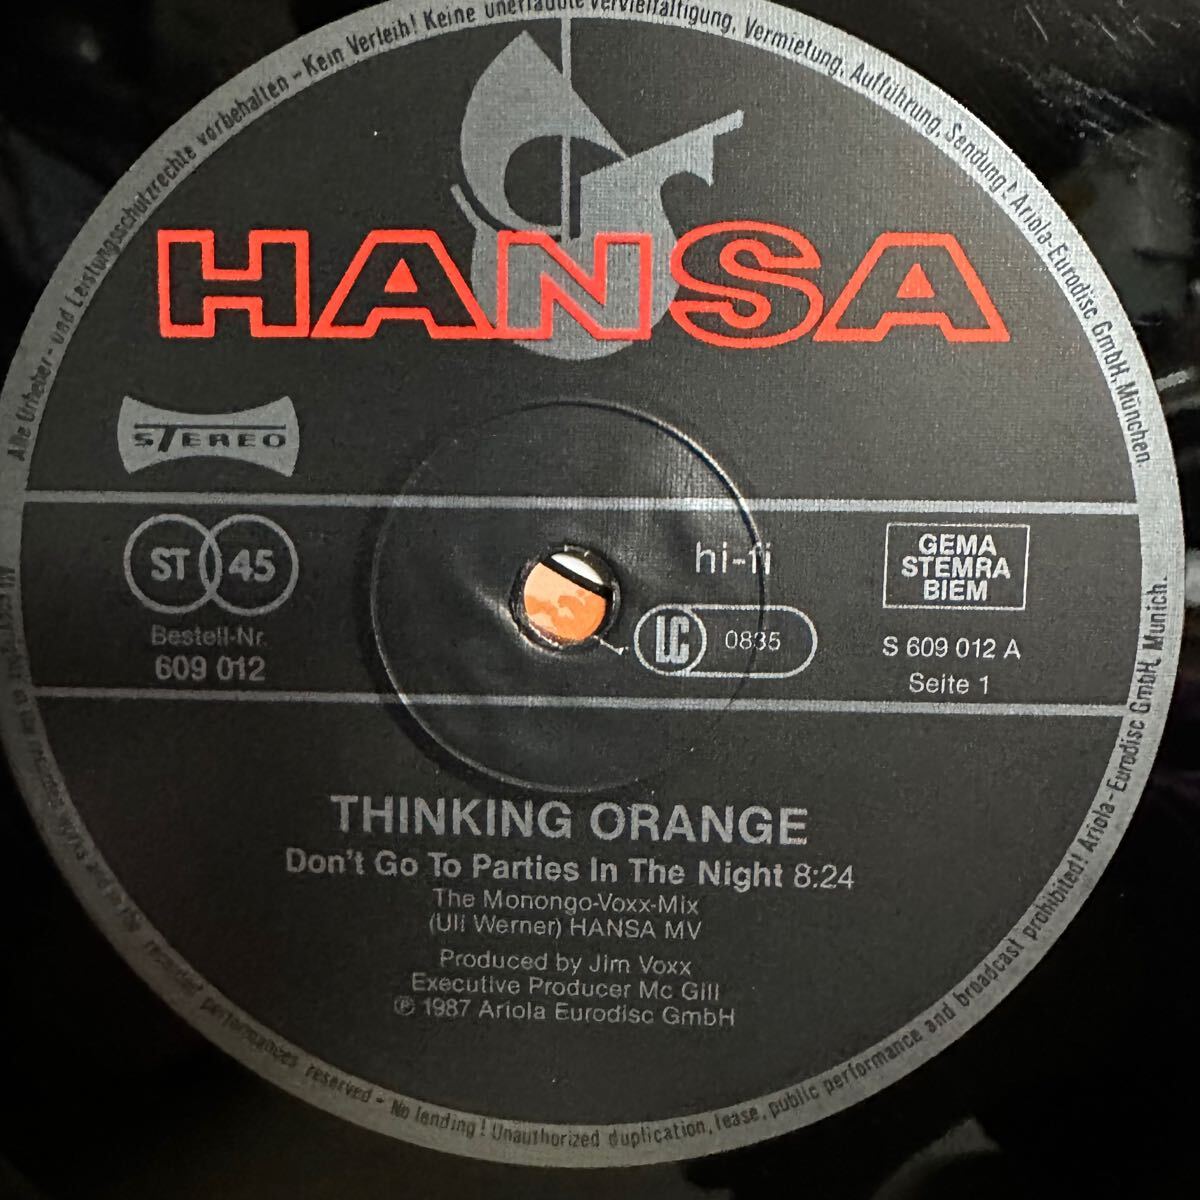 Alle Urheber- und Leistungsschutzrechte vorbehalten - Kein Verleih! Keine unerlaubte Vervielfältigung, Vermietung, Aufführung, Sendung! Ariola-Eurodisc GmbH, München.
HANSA
STEREO
ST 45
Bestell-Nr.
609 012
hi-fi
LC 0835
GEMA
STEMRA
BIEM
S 609 012 A
Seite 1
THINKING ORANGE
Don't Go To Parties In The Night 8:24
The Monongo-Voxx-Mix
(Uli Werner) HANSA MV
Produced by Jim Voxx
Executive Producer Mc Gill
℗ 1987 Ariola Eurodisc GmbH
recorded performances reserved - No lending! Unauthorized duplication, lease, public performance and broadcast prohibited! Ariola-Eurodisc GmbH, Munich.